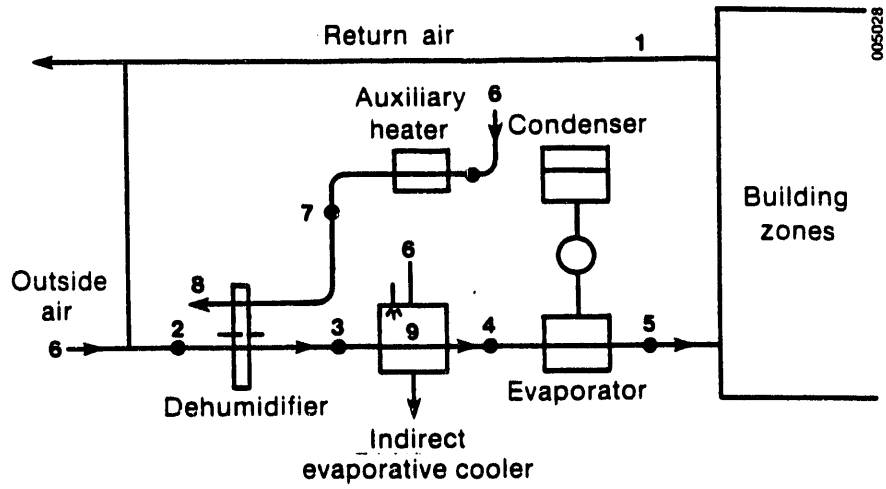 Return air
1
005028
Auxiliary
heater
6
Condenser
7
Building
zones
6
8
Outside
air
6
2
3
9
4
5
Dehumidifier
Evaporator
Indirect
evaporative cooler